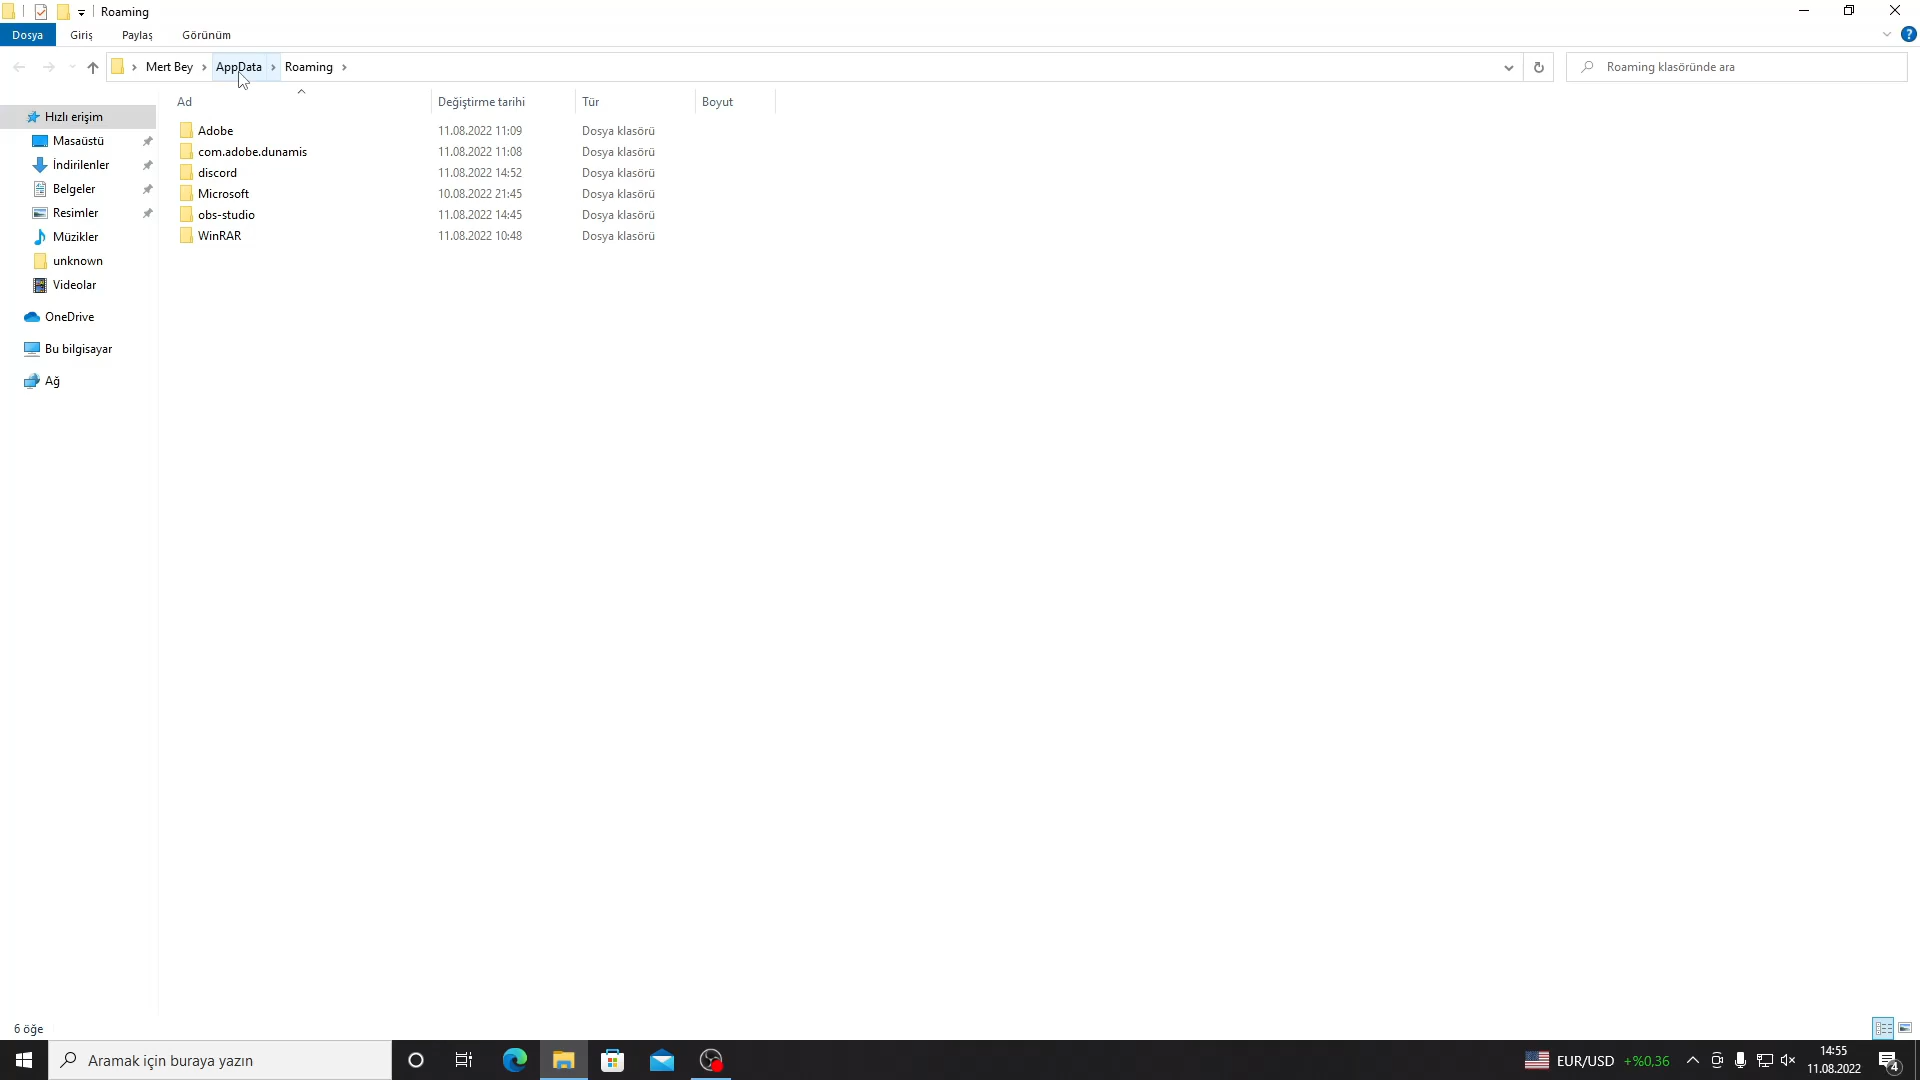 Roaming
Dosya Giriş Paylaş Görünüm
Mert Bey AppData Roaming
Roaming klasöründe ara
Ad Değiştirme tarihi Tür Boyut
Hızlı erişim
Masaüstü
İndirilenler
Belgeler
Resimler
Müzikler
unknown
Videolar
OneDrive
Bu bilgisayar
Ağ
Adobe 11.08.2022 11:09 Dosya klasörü
com.adobe.dunamis 11.08.2022 11:08 Dosya klasörü
discord 11.08.2022 14:52 Dosya klasörü
Microsoft 10.08.2022 21:45 Dosya klasörü
obs-studio 11.08.2022 14:45 Dosya klasörü
WinRAR 11.08.2022 10:48 Dosya klasörü
6 öğe
Aramak için buraya yazın
EUR/USD +%0,36
14:55
11.08.2022
4